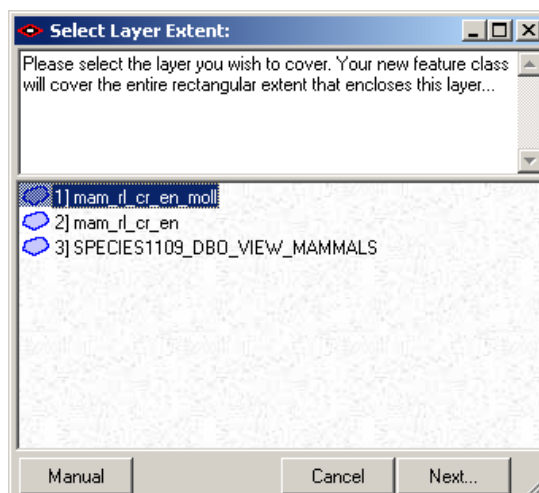 Select Layer Extent:
Please select the layer you wish to cover. Your new feature class
will cover the entire rectangular extent that encloses this layer...
1] mam_rl_cr_en_moll
2] mam_rl_cr_en
3] SPECIES1109_DBO_VIEW_MAMMALS
Manual Cancel Next...